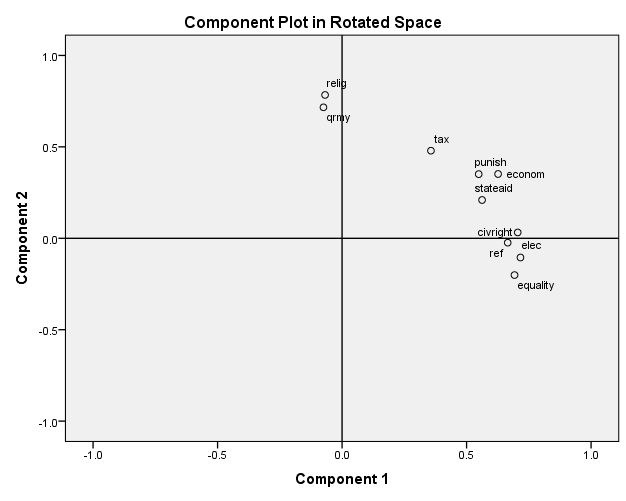 Component Plot in Rotated Space
1.0
0.5
0.0
-0.5
-1.0
Component 2
relig
qrmy
tax
punish
econom
stateaid
civright
elec
ref
equality
-1.0
-0.5
0.0
0.5
1.0
Component 1